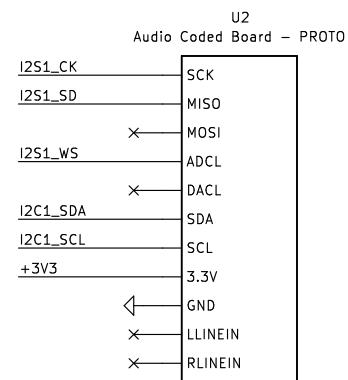 U2
Audio Coded Board - PROTO
I2S1_CK SCK
I2S1_SD MISO
MOSI
I2S1_WS ADCL
DACL
I2C1_SDA SDA
I2C1_SCL SCL
+3V3 3.3V
GND
LLINEIN
RLINEIN